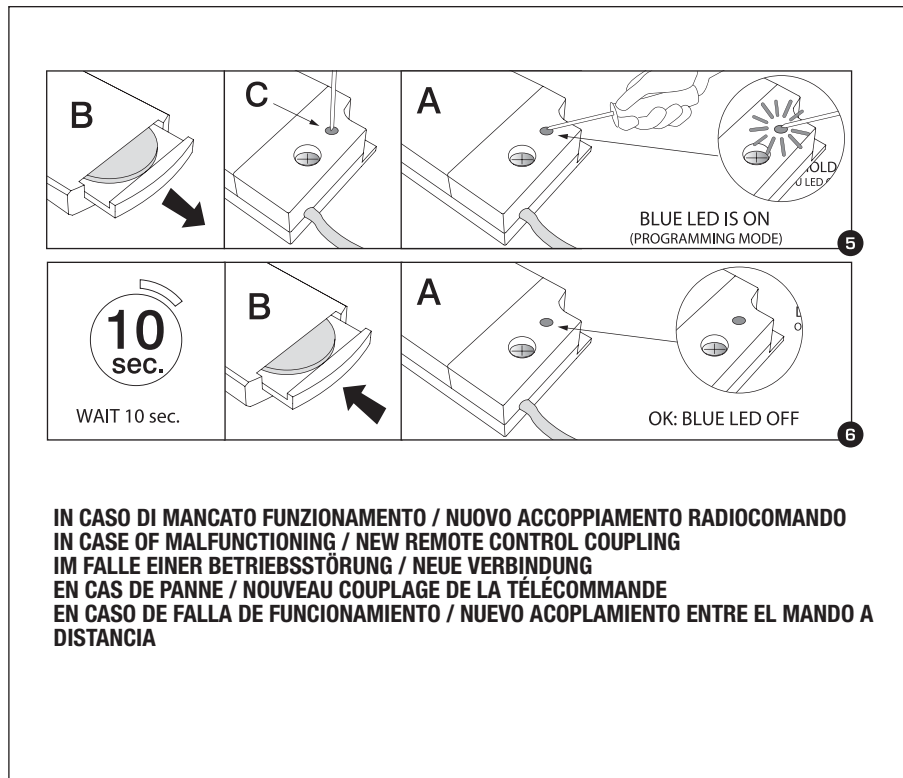 B
C
A
OLD
U LED
BLUE LED IS ON
(PROGRAMMING MODE)
5
10
sec.
WAIT 10 sec.
B
A
OK: BLUE LED OFF
6
IN CASO DI MANCATO FUNZIONAMENTO / NUOVO ACCOPPIAMENTO RADIOCOMANDO
IN CASE OF MALFUNCTIONING / NEW REMOTE CONTROL COUPLING
IM FALLE EINER BETRIEBSSTÖRUNG / NEUE VERBINDUNG
EN CAS DE PANNE / NOUVEAU COUPLAGE DE LA TÉLÉCOMMANDE
EN CASO DE FALLA DE FUNCIONAMIENTO / NUEVO ACOPLAMIENTO ENTRE EL MANDO A
DISTANCIA